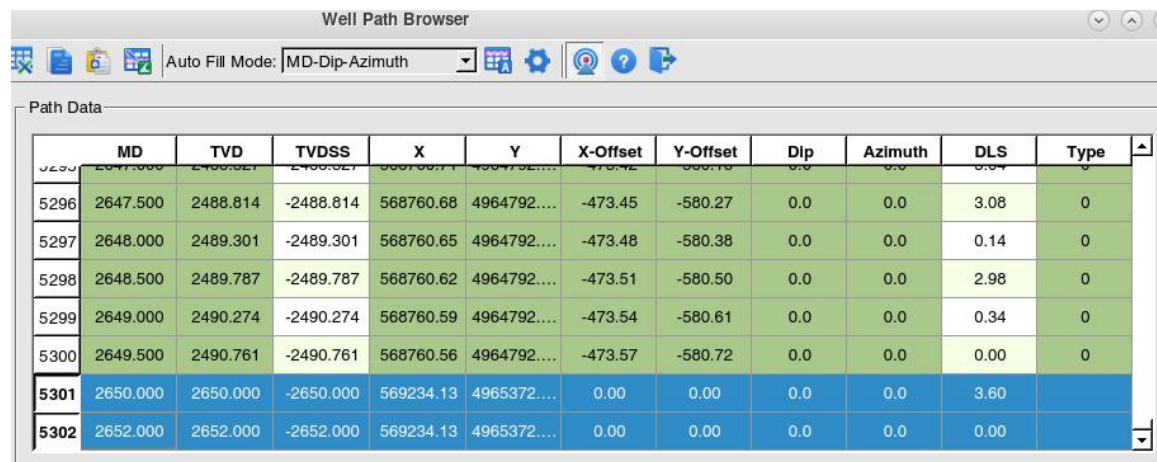 Well Path Browser
Auto Fill Mode: MD-Dip-Azimuth
Path Data
MD TVD TVDSS X Y X-Offset Y-Offset Dip Azimuth DLS Type
5296 2647.500 2488.814 -2488.814 568760.68 4964792.... -473.45 -580.27 0.0 0.0 3.08 0
5297 2648.000 2489.301 -2489.301 568760.65 4964792.... -473.48 -580.38 0.0 0.0 0.14 0
5298 2648.500 2489.787 -2489.787 568760.62 4964792.... -473.51 -580.50 0.0 0.0 2.98 0
5299 2649.000 2490.274 -2490.274 568760.59 4964792.... -473.54 -580.61 0.0 0.0 0.34 0
5300 2649.500 2490.761 -2490.761 568760.56 4964792.... -473.57 -580.72 0.0 0.0 0.00 0
5301 2650.000 2650.000 -2650.000 569234.13 4965372.... 0.00 0.00 0.0 0.0 3.60
5302 2652.000 2652.000 -2652.000 569234.13 4965372.... 0.00 0.00 0.0 0.0 0.00